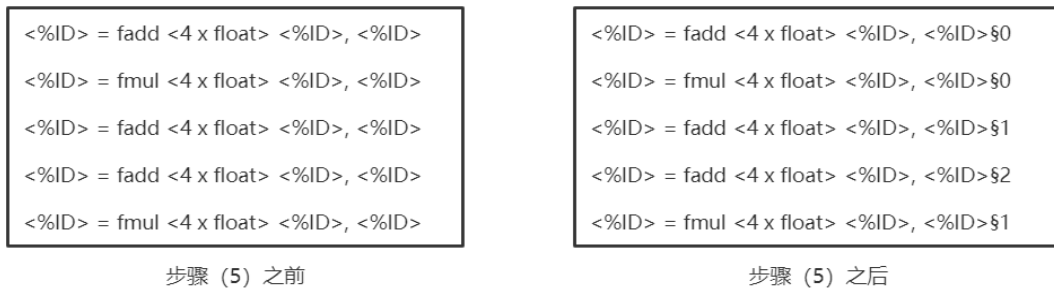 <%ID> = fadd <4 x float> <%ID>, <%ID>
<%ID> = fmul <4 x float> <%ID>, <%ID>
<%ID> = fadd <4 x float> <%ID>, <%ID>
<%ID> = fadd <4 x float> <%ID>, <%ID>
<%ID> = fmul <4 x float> <%ID>, <%ID>
步骤（5）之前
<%ID> = fadd <4 x float> <%ID>, <%ID>§0
<%ID> = fmul <4 x float> <%ID>, <%ID>§0
<%ID> = fadd <4 x float> <%ID>, <%ID>§1
<%ID> = fadd <4 x float> <%ID>, <%ID>§2
<%ID> = fmul <4 x float> <%ID>, <%ID>§1
步骤（5）之后